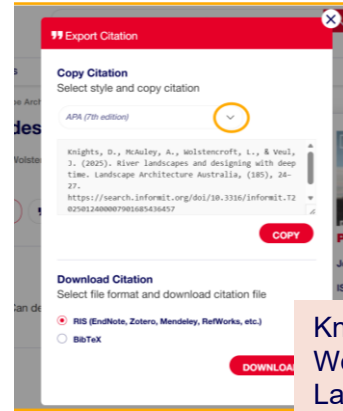 Export Citation
Copy Citation
Select style and copy citation
APA (7th edition)
Knights, D., McAuley, A., Wolstencroft, L., & Veul,
J. (2025). River landscapes and designing with deep
time. Landscape Architecture Australia, (185), 24-
27.
https://search.informit.org/doi/10.3316/informit.T2
0250124000079016854364​57
COPY
Download Citation
Select file format and download citation file
RIS (EndNote, Zotero, Mendeley, RefWorks, etc.)
BibTeX
DOWNLOA
Kn
We
La